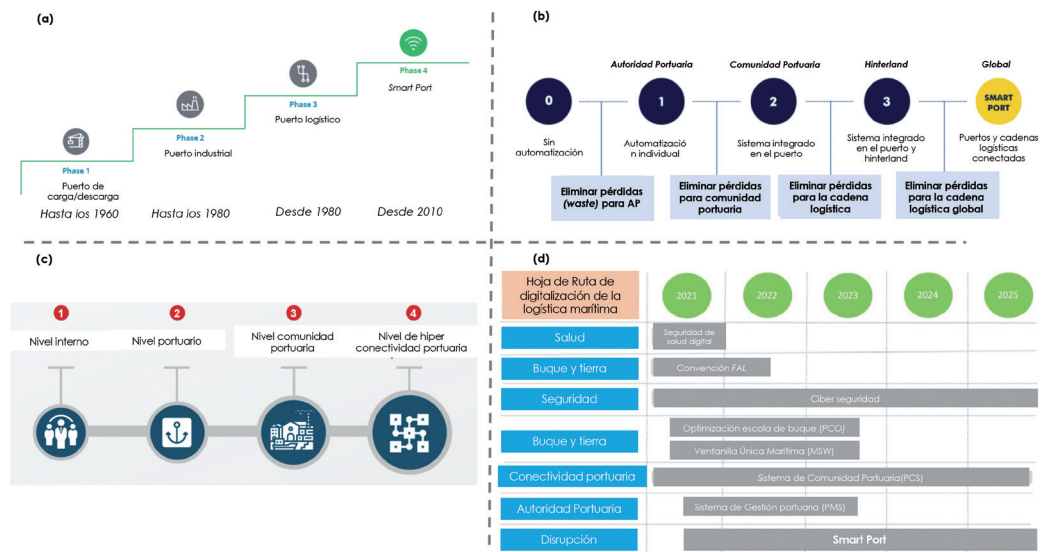 (a)
Phase 4
Smart Port
Phase 3
Puerto logístico
Phase 2
Puerto industrial
Phase 1
Puerto de
carga/descarga
Hasta los 1960
Hasta los 1980
Desde 1980
Desde 2010
(b)
Autoridad Portuaria
Comunidad Portuaria
Hinterland
Global
0
1
2
3
SMART
PORT
Sin
automatización
Automatizació
n individual
Sistema integrado
en el puerto
Sistema integrado
en el puerto y
hinterland
Puertos y cadenas
logísticas
conectadas
Eliminar pérdidas
(waste) para AP
Eliminar pérdidas
para comunidad
portuaria
Eliminar pérdidas
para la cadena
logística
Eliminar pérdidas
para la cadena
logística global
(c)
1
2
3
4
Nivel interno
Nivel portuario
Nivel comunidad
portuaria
Nivel de hiper
conectividad portuaria
(d)
Hoja de Ruta de
digitalización de la
logística marítima
2021
2022
2023
2024
2025
Salud
Seguridad de
salud digital
Buque y tierra
Convención FAL
Seguridad
Ciber seguridad
Buque y tierra
Optimización escala de buque (PCO)
Ventanilla Única Marítima (MSW)
Conectividad portuaria
Sistema de Comunidad Portuaria(PCS)
Autoridad Portuaria
Sistema de Gestión portuaria (PMS)
Disrupción
Smart Port